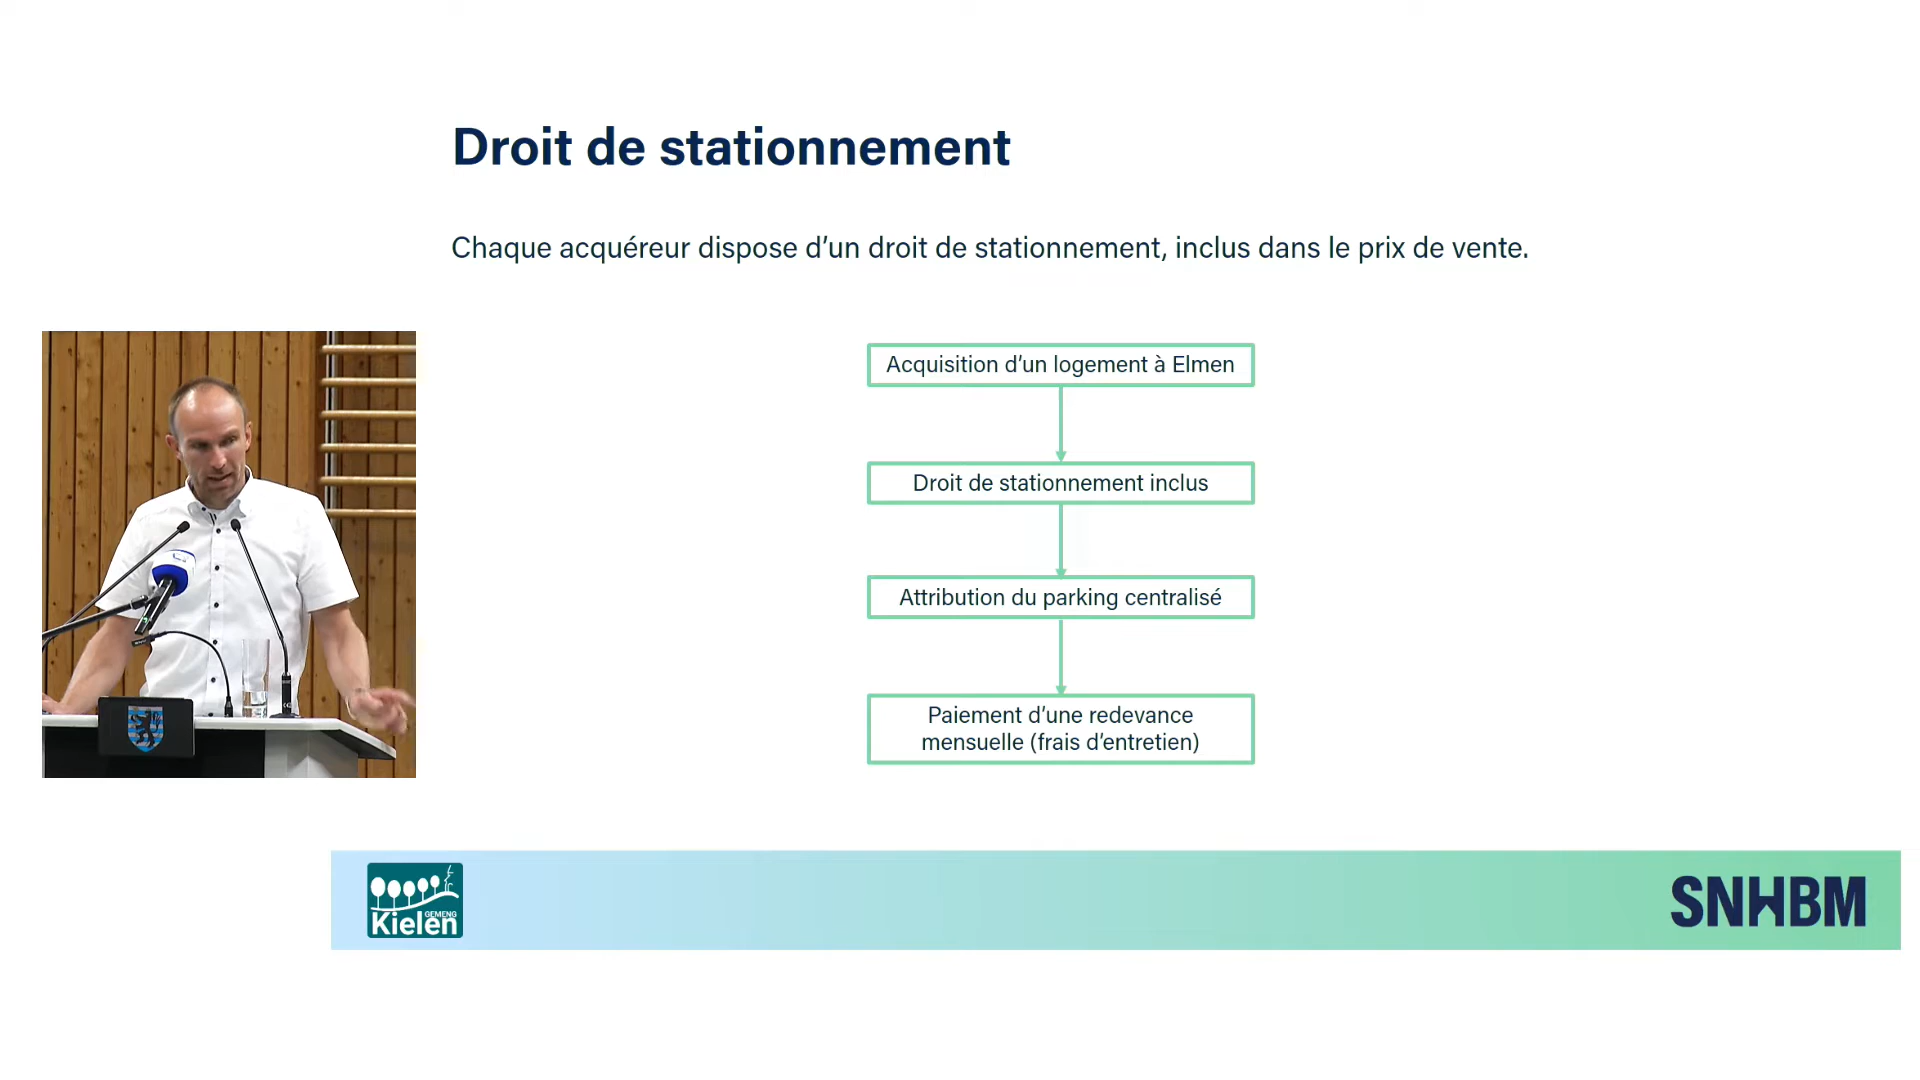 Droit de stationnement
Chaque acquéreur dispose d’un droit de stationnement, inclus dans le prix de vente.
Acquisition d’un logement à Elmen
Droit de stationnement inclus
Attribution du parking centralisé
Paiement d’une redevance
mensuelle (frais d’entretien)
GEMENG
Kielen
SNHBM